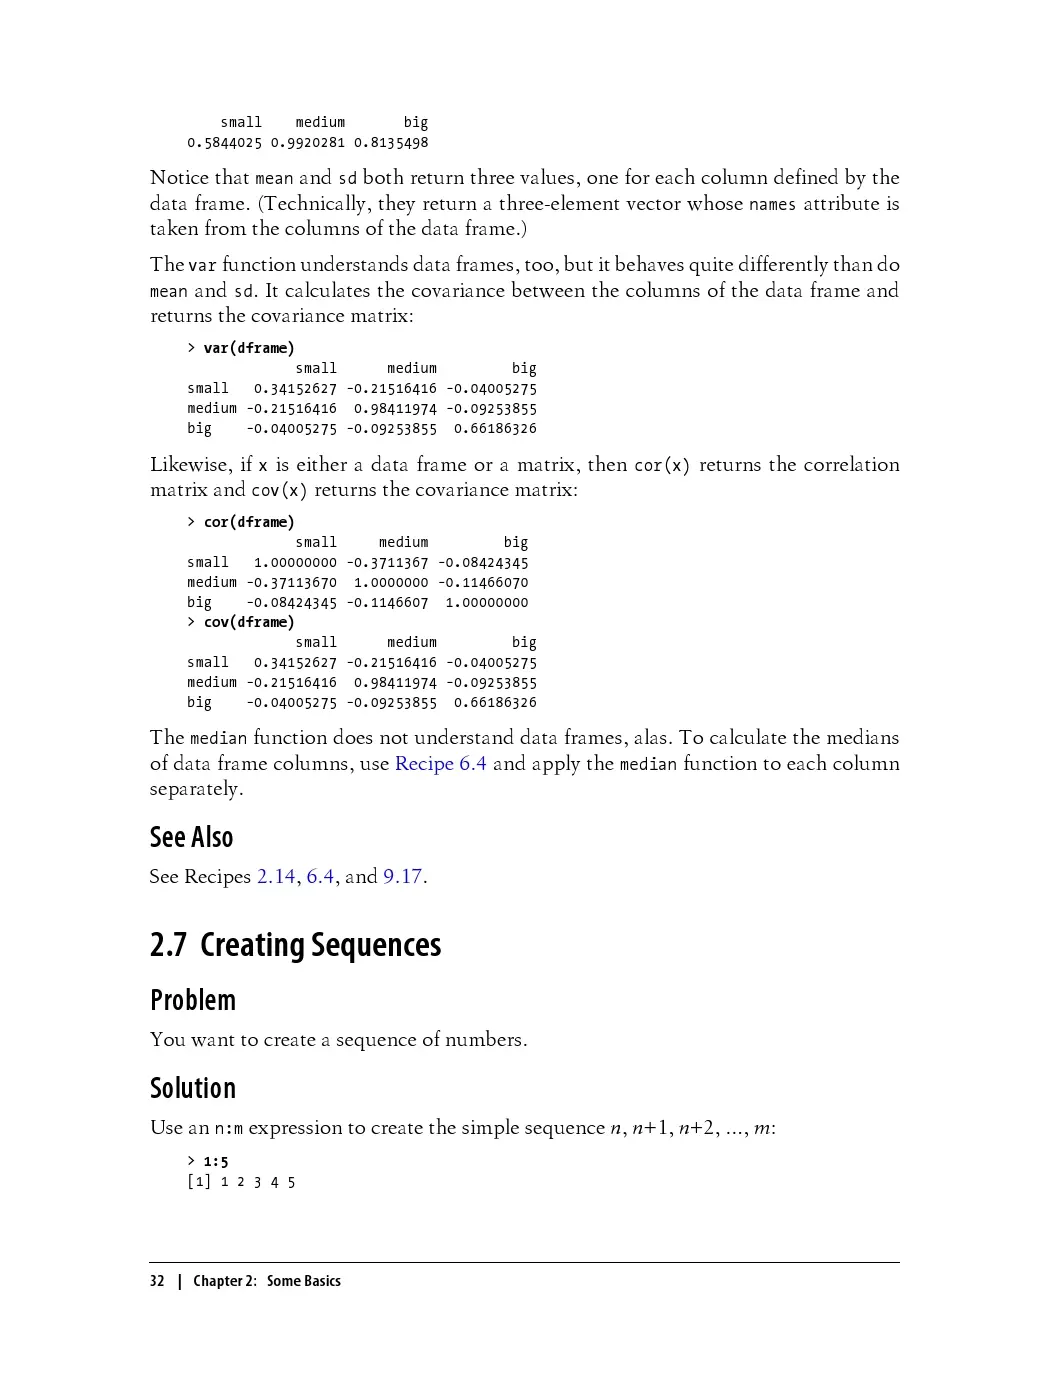 small    medium       big
0.5844025 0.9920281 0.8135498
Notice that mean and sd both return three values, one for each column defined by the
data frame. (Technically, they return a three-element vector whose names attribute is
taken from the columns of the data frame.)
The var function understands data frames, too, but it behaves quite differently than do
mean and sd. It calculates the covariance between the columns of the data frame and
returns the covariance matrix:
> var(dframe)
             small      medium         big
small   0.34152627 -0.21516416 -0.04005275
medium -0.21516416  0.98411974 -0.09253855
big    -0.04005275 -0.09253855  0.66186326
Likewise, if x is either a data frame or a matrix, then cor(x) returns the correlation
matrix and cov(x) returns the covariance matrix:
> cor(dframe)
             small     medium         big
small   1.00000000 -0.3711367 -0.08424345
medium -0.37113670  1.0000000 -0.11466070
big    -0.08424345 -0.1146607  1.00000000
> cov(dframe)
             small      medium         big
small   0.34152627 -0.21516416 -0.04005275
medium -0.21516416  0.98411974 -0.09253855
big    -0.04005275 -0.09253855  0.66186326
The median function does not understand data frames, alas. To calculate the medians
of data frame columns, use Recipe 6.4 and apply the median function to each column
separately.
See Also
See Recipes 2.14, 6.4, and 9.17.
2.7 Creating Sequences
Problem
You want to create a sequence of numbers.
Solution
Use an n:m expression to create the simple sequence n, n+1, n+2, ..., m:
> 1:5
[1] 1 2 3 4 5
32 | Chapter 2: Some Basics